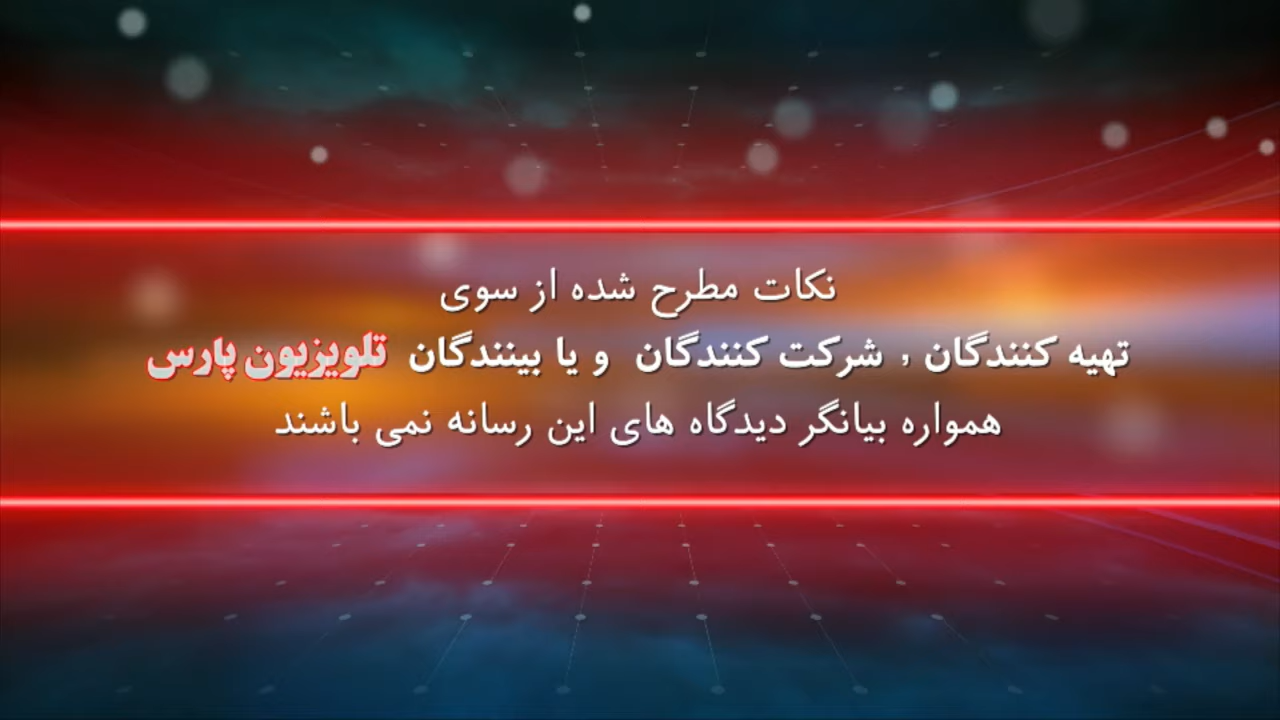 نکات مطرح شده از سوی
تهیه کنندگان , شرکت کنندگان و یا بینندگان تلویزیون پارس
همواره بیانگر دیدگاه های این رسانه نمی باشند